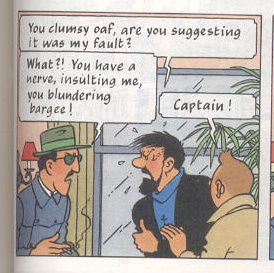 You clumsy oaf, are you suggesting
it was my fault?
What?! You have a
nerve, insulting me,
you blundering
bargee!
Captain!